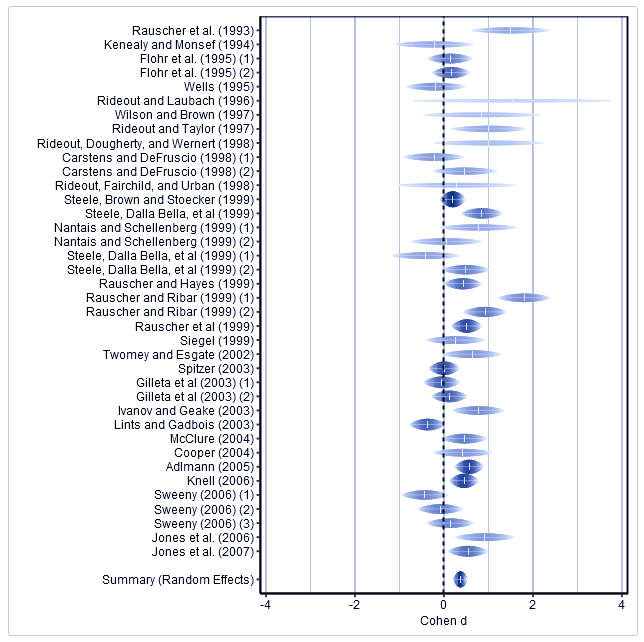 Rauscher et al. (1993)
Kenealy and Monsef (1994)
Flohr et al. (1995) (1)
Flohr et al. (1995) (2)
Wells (1995)
Rideout and Laubach (1996)
Wilson and Brown (1997)
Rideout and Taylor (1997)
Rideout, Dougherty, and Wernert (1998)
Carstens and DeFruscio (1998) (1)
Carstens and DeFruscio (1998) (2)
Rideout, Fairchild, and Urban (1998)
Steele, Brown and Stoecker (1999)
Steele, Dalla Bella, et al (1999)
Nantais and Schellenberg (1999) (1)
Nantais and Schellenberg (1999) (2)
Steele, Dalla Bella, et al (1999) (1)
Steele, Dalla Bella, et al (1999) (2)
Rauscher and Hayes (1999)
Rauscher and Ribar (1999) (1)
Rauscher and Ribar (1999) (2)
Rauscher et al (1999)
Siegel (1999)
Twomey and Esgate (2002)
Spitzer (2003)
Gilleta et al (2003) (1)
Gilleta et al (2003) (2)
Ivanov and Geake (2003)
Lints and Gadbois (2003)
McClure (2004)
Cooper (2004)
Adlmann (2005)
Knell (2006)
Sweeny (2006) (1)
Sweeny (2006) (2)
Sweeny (2006) (3)
Jones et al. (2006)
Jones et al. (2007)
Summary (Random Effects)
-4 -2 0 2 4
Cohen d